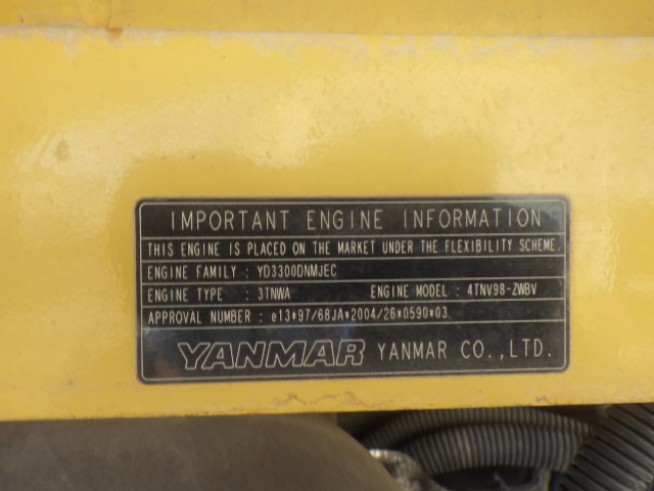 IMPORTANT ENGINE INFORMATION
THIS ENGINE IS PLACED ON THE MARKET UNDER THE FLEXIBILITY SCHEME.
ENGINE FAMILY : YD3300DNMJEC
ENGINE TYPE : 3TNWA ENGINE MODEL : 4TNV98-ZWBV
APPROVAL NUMBER : e13*97/68JA*2004/26*0590*03
YANMAR YANMAR CO.,LTD.